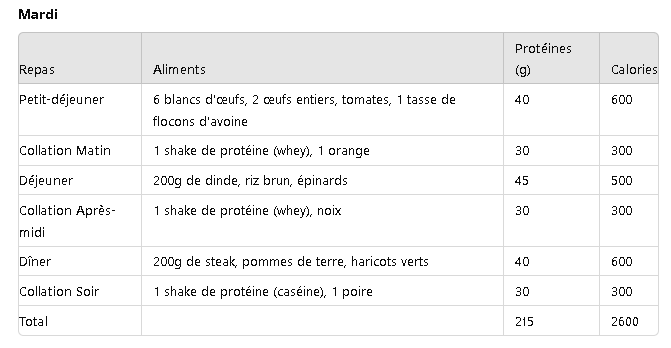 Mardi
Repas Aliments Protéines (g) Calories
Petit-déjeuner 6 blancs d'œufs, 2 œufs entiers, tomates, 1 tasse de flocons d'avoine 40 600
Collation Matin 1 shake de protéine (whey), 1 orange 30 300
Déjeuner 200g de dinde, riz brun, épinards 45 500
Collation Après-midi 1 shake de protéine (whey), noix 30 300
Dîner 200g de steak, pommes de terre, haricots verts 40 600
Collation Soir 1 shake de protéine (caséine), 1 poire 30 300
Total 215 2600